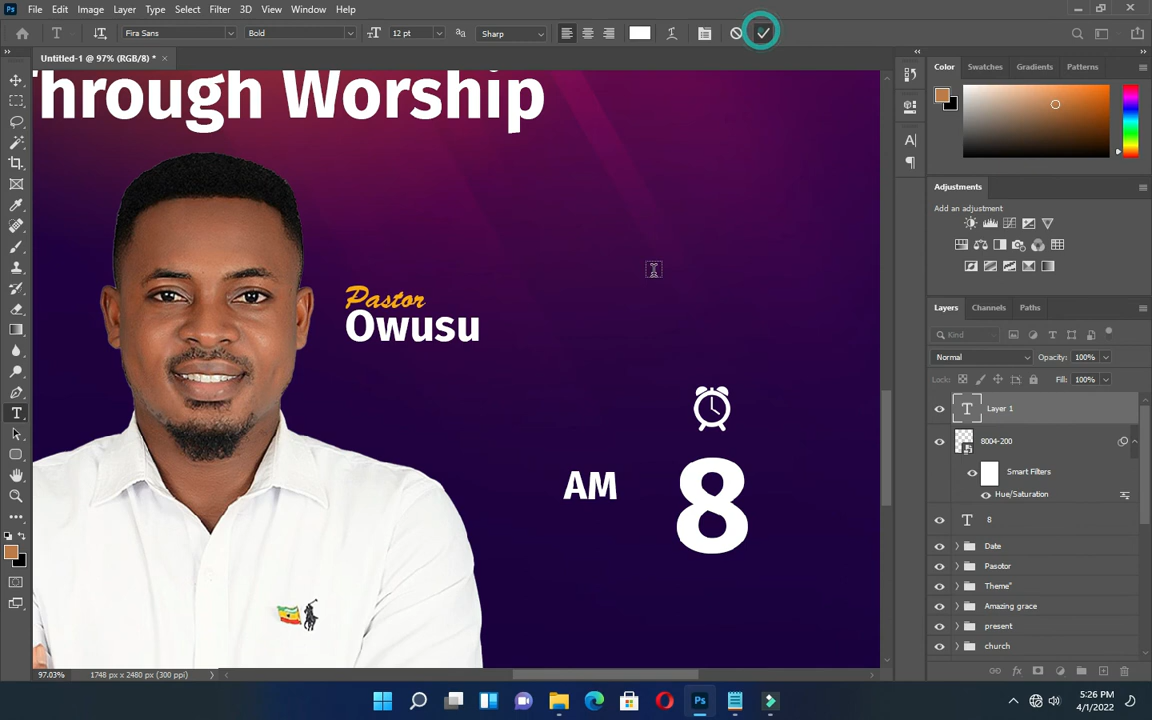 Ps File Edit Image Layer Type Select Filter 3D View Window Help
T Fira Sans Bold 12 pt Sharp
Untitled-1 @ 97% (RGB/8) * ×
Color Swatches Gradients Patterns
Through Worship
Adjustments
Add an adjustment
Pastor
Owusu
Layers Channels Paths
Kind
Normal Opacity: 100%
Lock: Fill: 100%
Layer 1
8004-200
Smart Filters
Hue/Saturation
AM
8
8
Date
Pasotor
Theme"
Amazing grace
present
church
97.03% 1748 px x 2480 px (300 ppi)
5:26 PM
4/1/2022